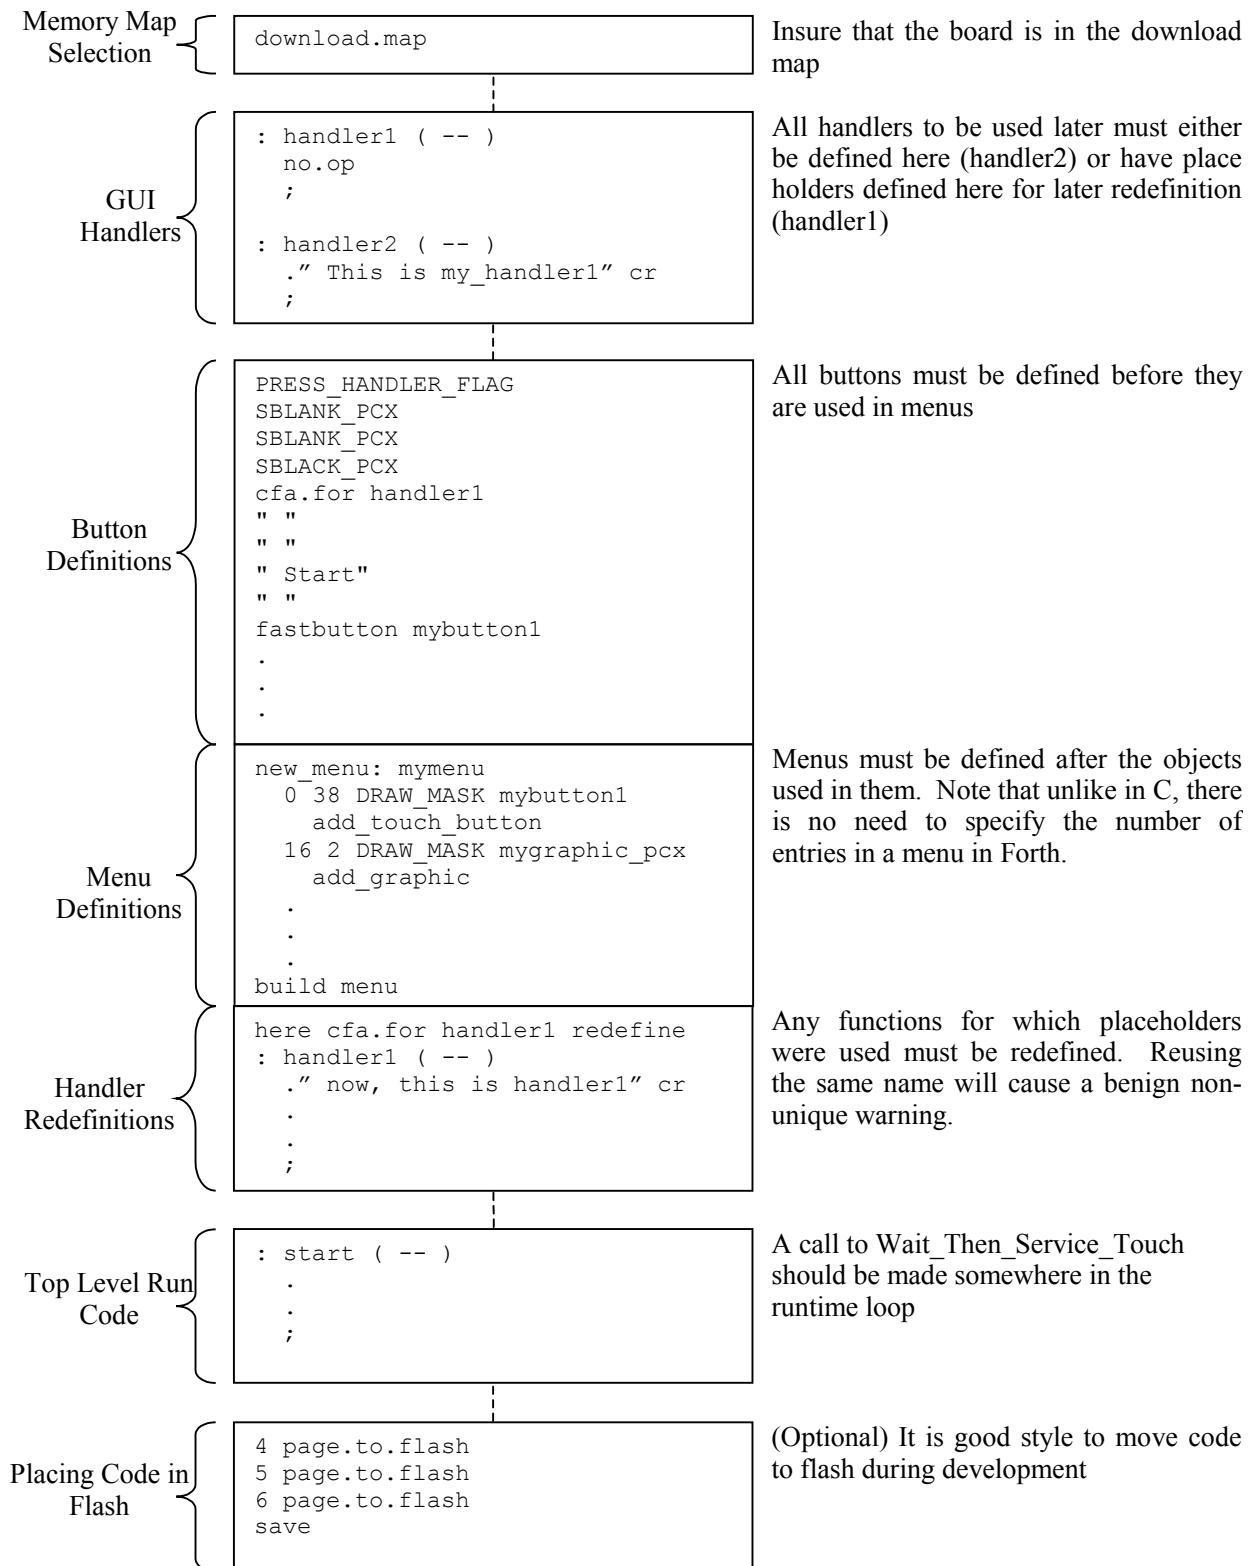 Memory Map
Selection
download.map
Insure that the board is in the download
map
GUI
Handlers
: handler1 ( -- )
no.op
;
: handler2 ( -- )
.” This is my_handler1” cr
;
All handlers to be used later must either
be defined here (handler2) or have place
holders defined here for later redefinition
(handler1)
Button
Definitions
PRESS_HANDLER_FLAG
SBLANK_PCX
SBLANK_PCX
SBLACK_PCX
cfa.for handler1
" "
" "
" Start"
" "
fastbutton mybutton1
.
.
.
All buttons must be defined before they
are used in menus
Menu
Definitions
new_menu: mymenu
0 38 DRAW_MASK mybutton1
add_touch_button
16 2 DRAW_MASK mygraphic_pcx
add_graphic
.
.
.
build menu
Menus must be defined after the objects
used in them. Note that unlike in C, there
is no need to specify the number of
entries in a menu in Forth.
Handler
Redefinitions
here cfa.for handler1 redefine
: handler1 ( -- )
.” now, this is handler1” cr
.
.
;
Any functions for which placeholders
were used must be redefined. Reusing
the same name will cause a benign non-
unique warning.
Top Level Run
Code
: start ( -- )
.
.
;
A call to Wait_Then_Service_Touch
should be made somewhere in the
runtime loop
Placing Code in
Flash
4 page.to.flash
5 page.to.flash
6 page.to.flash
save
(Optional) It is good style to move code
to flash during development